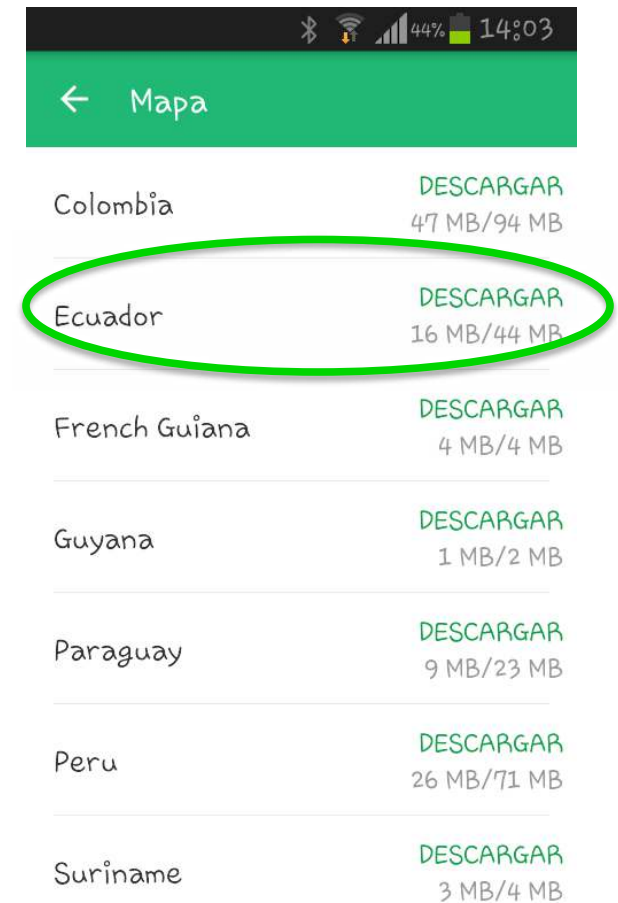 44% 14:03
Mapa
Colombia DESCARGAR
47 MB/94 MB
Ecuador DESCARGAR
16 MB/44 MB
French Guiana DESCARGAR
4 MB/4 MB
Guyana DESCARGAR
1 MB/2 MB
Paraguay DESCARGAR
9 MB/23 MB
Peru DESCARGAR
26 MB/71 MB
Suriname DESCARGAR
3 MB/4 MB